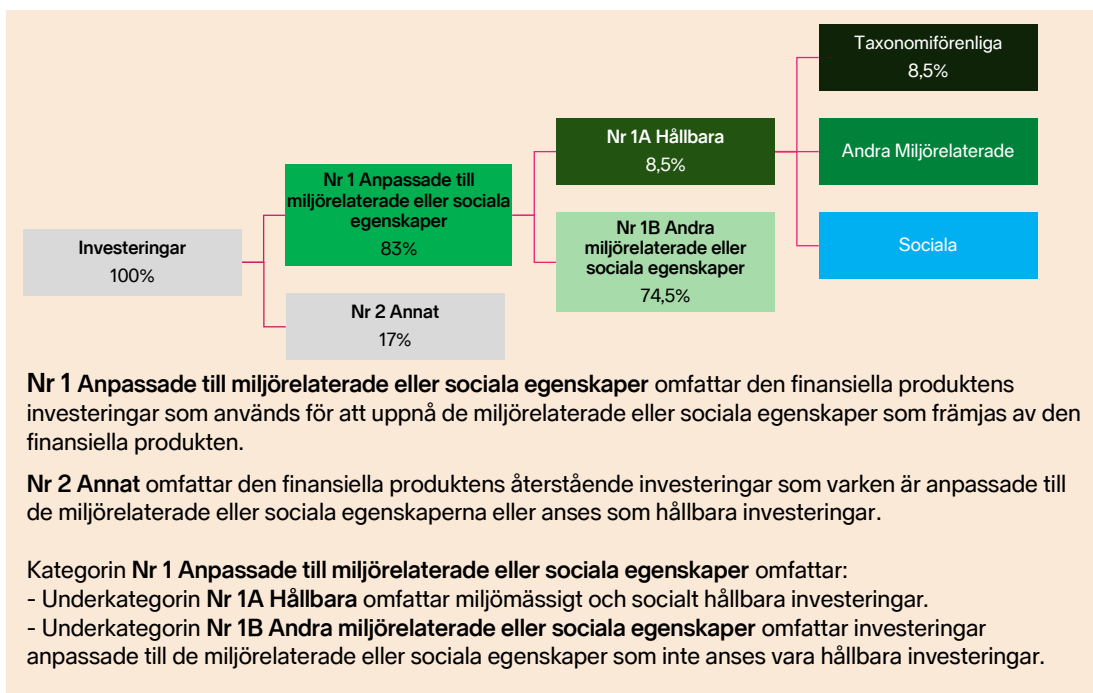 Taxonomiförenliga
8,5%
Nr 1A Hållbara
8,5%
Andra Miljörelaterade
Nr 1 Anpassade till
miljörelaterade eller sociala
egenskaper
83%
Nr 1B Andra
miljörelaterade eller
sociala egenskaper
74,5%
Sociala
Investeringar
100%
Nr 2 Annat
17%
Nr 1 Anpassade till miljörelaterade eller sociala egenskaper omfattar den finansiella produktens
investeringar som används för att uppnå de miljörelaterade eller sociala egenskaper som främjas av den
finansiella produkten.
Nr 2 Annat omfattar den finansiella produktens återstående investeringar som varken är anpassade till
de miljörelaterade eller sociala egenskaperna eller anses som hållbara investeringar.
Kategorin Nr 1 Anpassade till miljörelaterade eller sociala egenskaper omfattar:
- Underkategorin Nr 1A Hållbara omfattar miljömässigt och socialt hållbara investeringar.
- Underkategorin Nr 1B Andra miljörelaterade eller sociala egenskaper omfattar investeringar
anpassade till de miljörelaterade eller sociala egenskaper som inte anses vara hållbara investeringar.